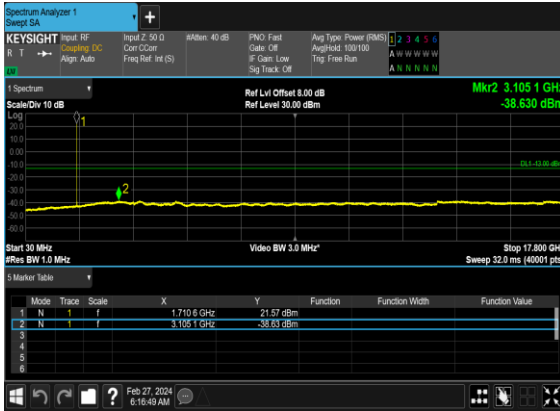 Spectrum Analyzer 1
Swept SA
+
KEYSIGHT
R T
LXI
Input: RF
Coupling: DC
Align: Auto
Input Z: 50 Ω
Corr CCorr
Freq Ref: Int (S)
#Atten: 40 dB
PNO: Fast
Gate: Off
IF Gain: Low
Sig Track: Off
Avg Type: Power (RMS)
Avg|Hold: 100/100
Trig: Free Run
1 2 3 4 5 6
A W W W W W
A N N N N N
1 Spectrum
Scale/Div 10 dB
Ref Lvl Offset 8.00 dB
Ref Level 30.00 dBm
Mkr2 3.105 1 GHz
-38.630 dBm
Log
20.0
10.0
0.00
-10.0
-20.0
-30.0
-40.0
-50.0
-60.0
1
2
DL1 -13.00 dBm
Start 30 MHz
#Res BW 1.0 MHz
Video BW 3.0 MHz*
Stop 17.800 GHz
Sweep 32.0 ms (40001 pts)
5 Marker Table
Mode Trace Scale X Y Function Function Width Function Value
1 N 1 f 1.710 6 GHz 21.57 dBm
2 N 1 f 3.105 1 GHz -38.63 dBm
3
4
5
6
?
Feb 27, 2024
6:16:49 AM